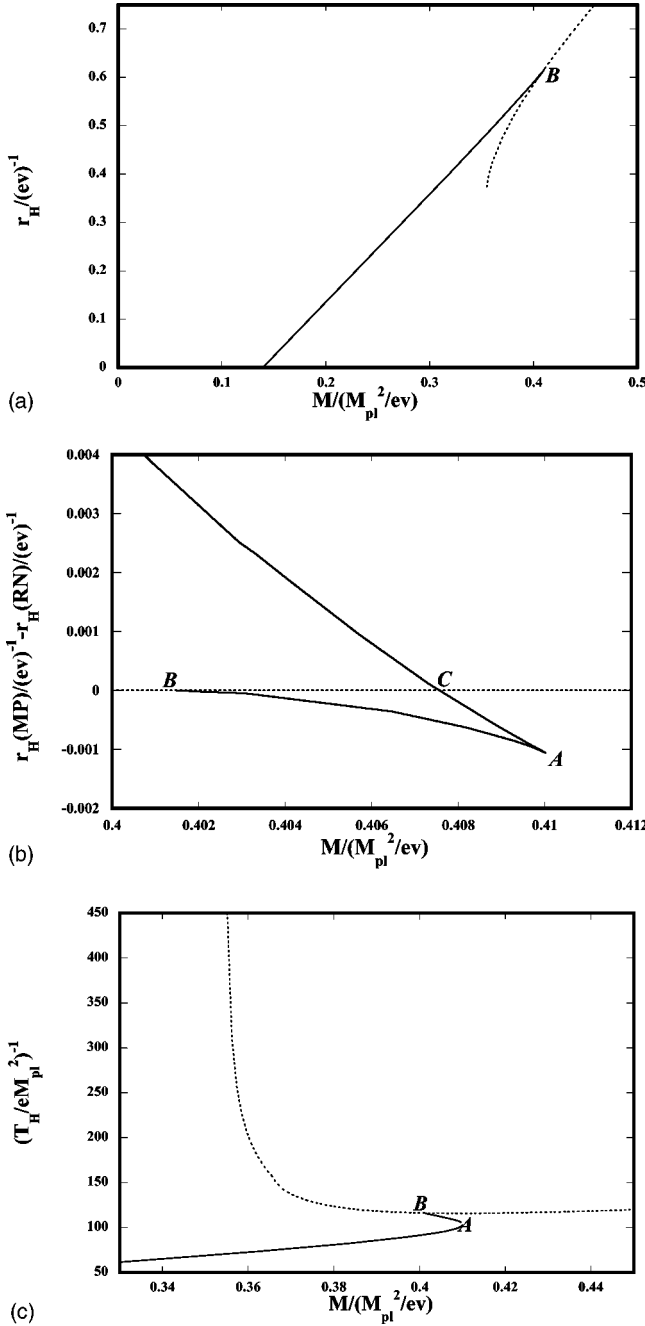 0.7
0.6
0.5
0.4
0.3
0.2
0.1
0
r_H/(ev)^-1
B
0
0.1
0.2
0.3
0.4
0.5
M/(M_pl^2/ev)
(a)
0.004
0.003
0.002
0.001
0
-0.001
-0.002
r_H(MP)/(ev)^-1-r_H(RN)/(ev)^-1
B
C
A
0.4
0.402
0.404
0.406
0.408
0.41
0.412
M/(M_pl^2/ev)
(b)
450
400
350
300
250
200
150
100
50
(T_H/eM_pl^2)^-1
B
A
0.34
0.36
0.38
0.4
0.42
0.44
M/(M_pl^2/ev)
(c)